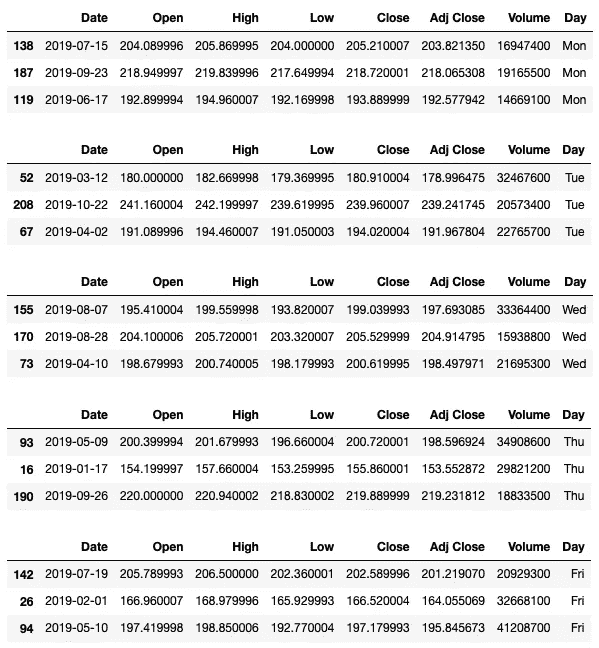 Date Open High Low Close Adj Close Volume Day
138 2019-07-15 204.089996 205.869995 204.000000 205.210007 203.821350 16947400 Mon
187 2019-09-23 218.949997 219.839996 217.649994 218.720001 218.065308 19165500 Mon
119 2019-06-17 192.899994 194.960007 192.169998 193.889999 192.577942 14669100 Mon
Date Open High Low Close Adj Close Volume Day
52 2019-03-12 180.000000 182.669998 179.369995 180.910004 178.996475 32467600 Tue
208 2019-10-22 241.160004 242.199997 239.619995 239.960007 239.241745 20573400 Tue
67 2019-04-02 191.089996 194.460007 191.050003 194.020004 191.967804 22765700 Tue
Date Open High Low Close Adj Close Volume Day
155 2019-08-07 195.410004 199.559998 193.820007 199.039993 197.693085 33364400 Wed
170 2019-08-28 204.100006 205.720001 203.320007 205.529999 204.914795 15938800 Wed
73 2019-04-10 198.679993 200.740005 198.179993 200.619995 198.497971 21695300 Wed
Date Open High Low Close Adj Close Volume Day
93 2019-05-09 200.399994 201.679993 196.660004 200.720001 198.596924 34908600 Thu
16 2019-01-17 154.199997 157.660004 153.259995 155.860001 153.552872 29821200 Thu
190 2019-09-26 220.000000 220.940002 218.830002 219.889999 219.231812 18833500 Thu
Date Open High Low Close Adj Close Volume Day
142 2019-07-19 205.789993 206.500000 202.360001 202.589996 201.219070 20929300 Fri
26 2019-02-01 166.960007 168.979996 165.929993 166.520004 164.055069 32668100 Fri
94 2019-05-10 197.419998 198.850006 192.770004 197.179993 195.845673 41208700 Fri